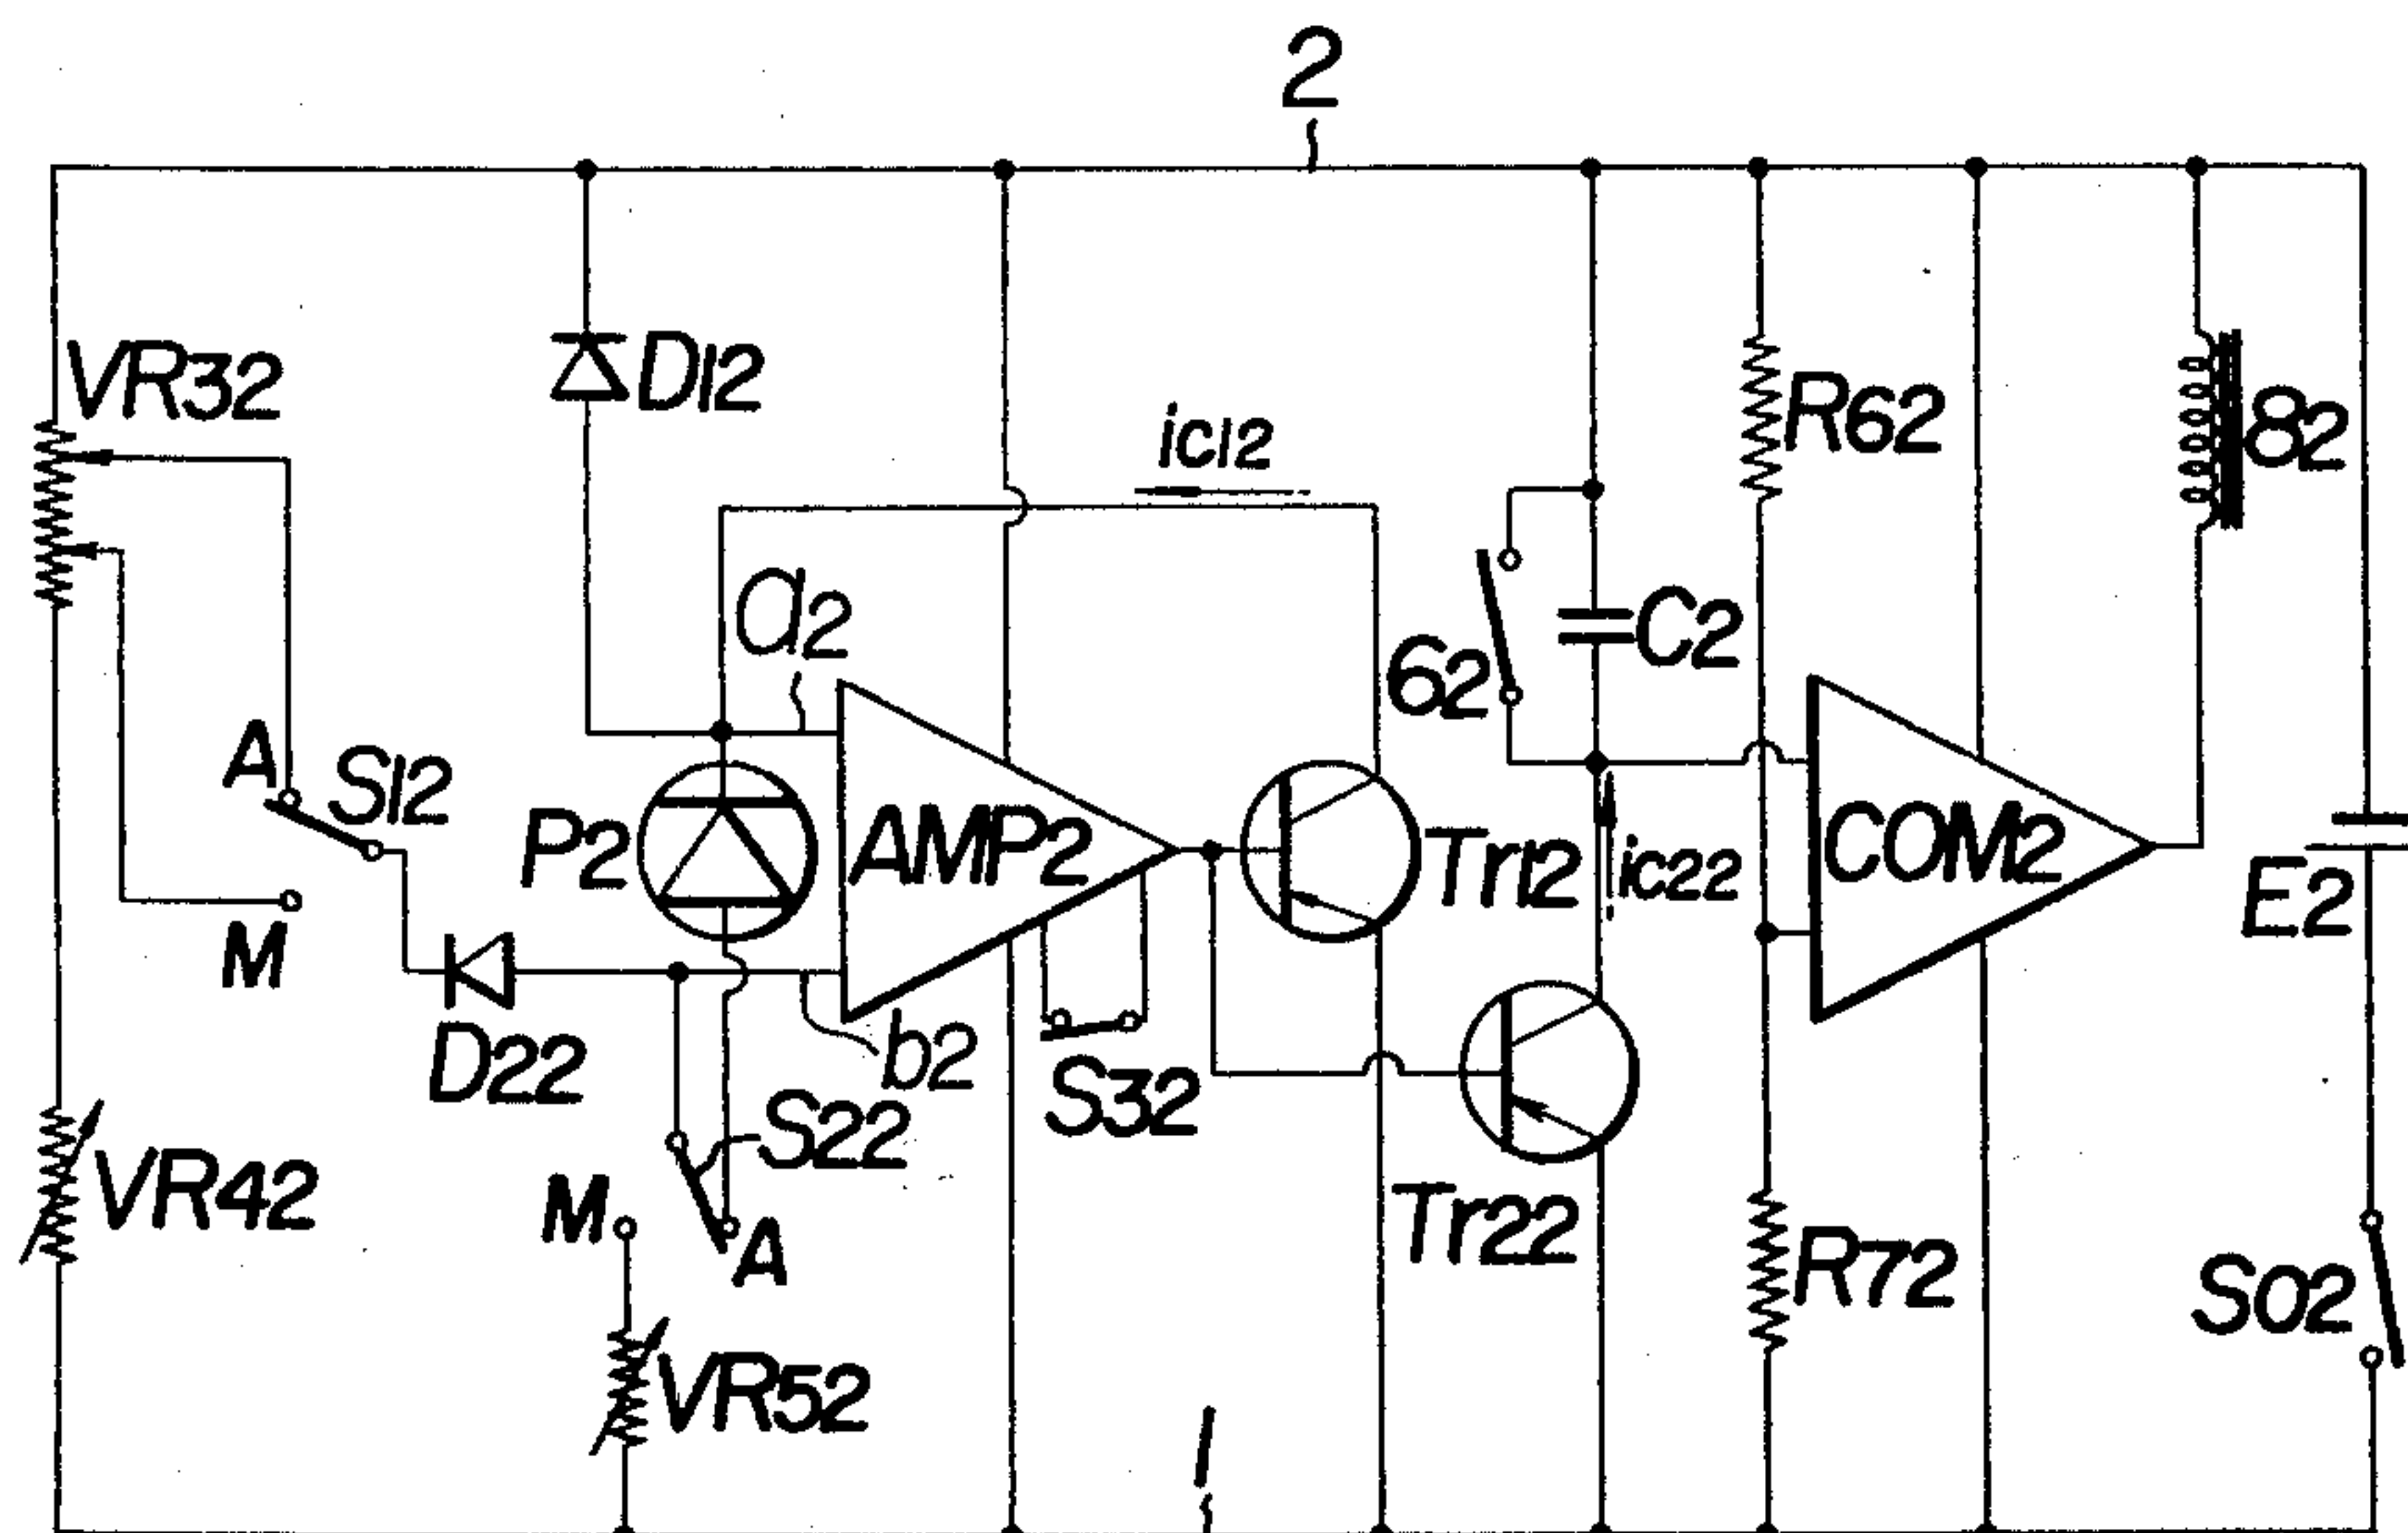 2
VR32
D12
ic12
R62
82
a2
62
C2
A
S12
P2
AMP2
Tr12
ic22
COM2
E2
M
D22
b2
S32
S22
VR42
M
A
Tr22
R72
S02
VR52
1